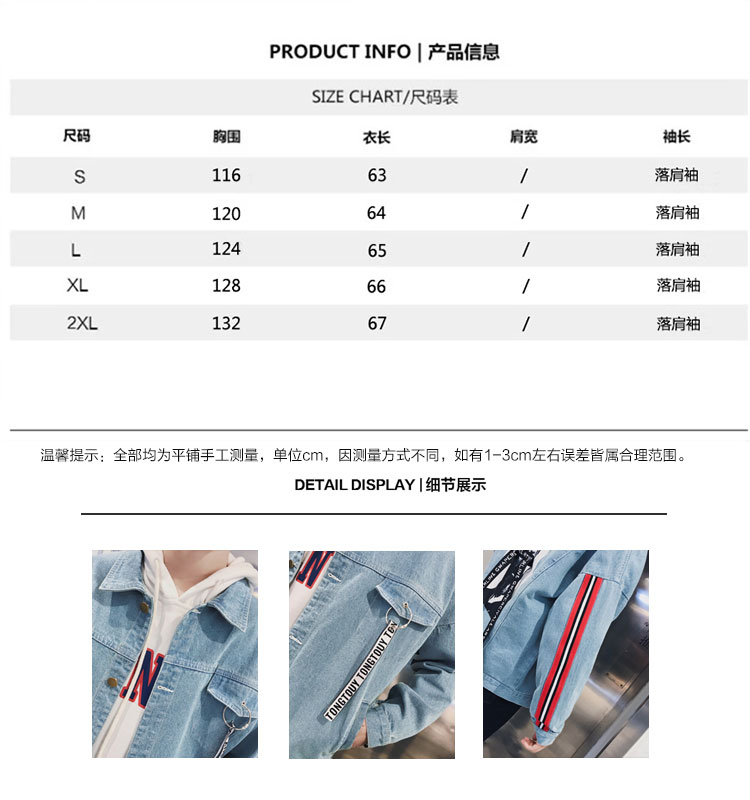 PRODUCT INFO | 产品信息
SIZE CHART/尺码表
尺码 胸围 衣长 肩宽 袖长
S 116 63 / 落肩袖
M 120 64 / 落肩袖
L 124 65 / 落肩袖
XL 128 66 / 落肩袖
2XL 132 67 / 落肩袖
温馨提示：全部均为平铺手工测量，单位cm，因测量方式不同，如有1-3cm左右误差皆属合理范围。
DETAIL DISPLAY | 细节展示
N
N
TONGTOUY TONGTOUY TON